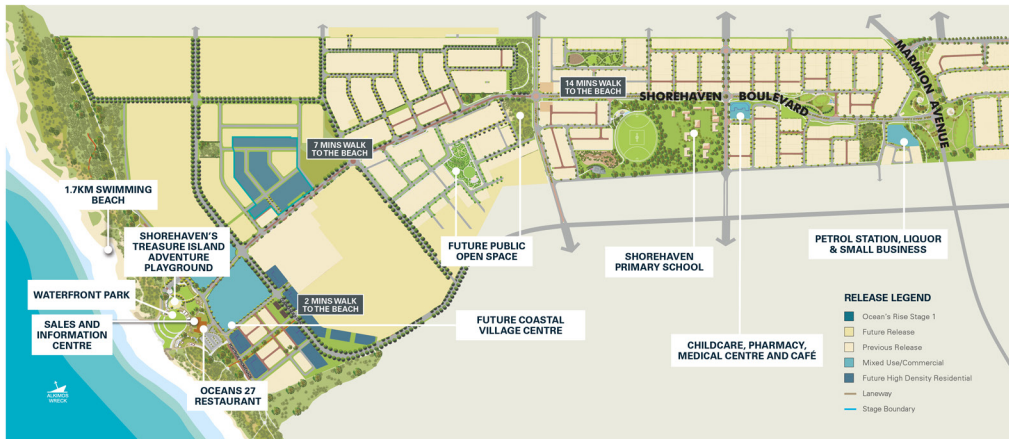 MARMION AVENUE
14 MINS WALK
TO THE BEACH
SHOREHAVEN BOULEVARD
7 MINS WALK
TO THE BEACH
1.7KM SWIMMING
BEACH
SHOREHAVEN'S
TREASURE ISLAND
ADVENTURE
PLAYGROUND
FUTURE PUBLIC
OPEN SPACE
SHOREHAVEN
PRIMARY SCHOOL
PETROL STATION, LIQUOR
& SMALL BUSINESS
WATERFRONT PARK
2 MINS WALK
TO THE BEACH
SALES AND
INFORMATION
CENTRE
FUTURE COASTAL
VILLAGE CENTRE
CHILDCARE, PHARMACY,
MEDICAL CENTRE AND CAFÉ
OCEANS 27
RESTAURANT
ALKIMOS
WRECK
RELEASE LEGEND
Ocean's Rise Stage 1
Future Release
Previous Release
Mixed Use/Commercial
Future High Density Residential
Laneway
Stage Boundary